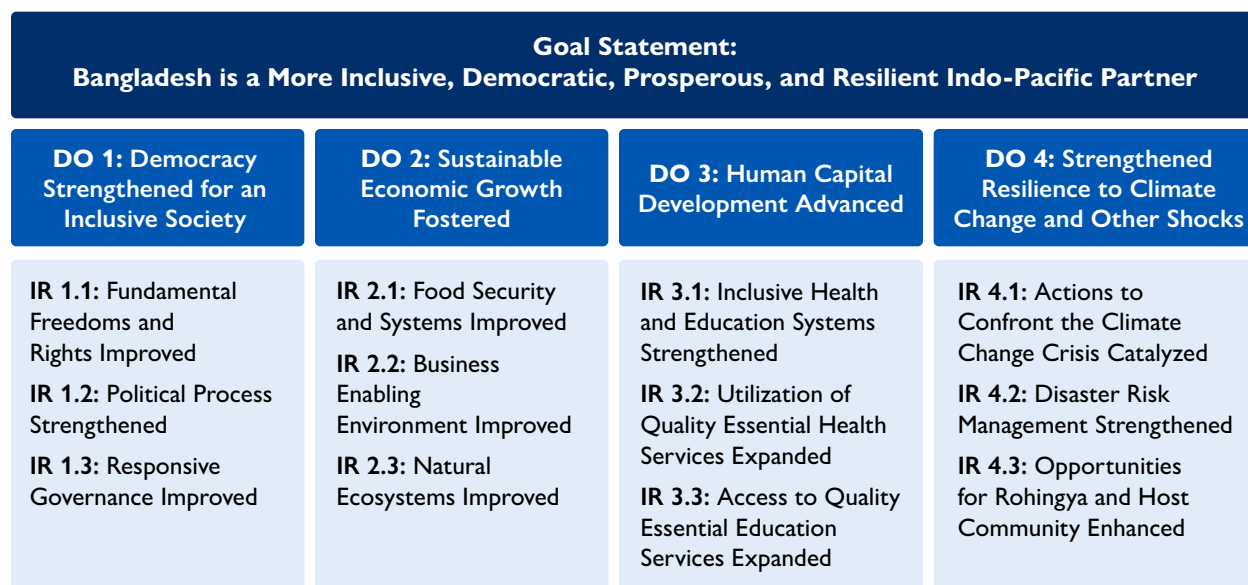 Goal Statement:
Bangladesh is a More Inclusive, Democratic, Prosperous, and Resilient Indo-Pacific Partner
DO 1: Democracy
Strengthened for an
Inclusive Society
DO 2: Sustainable
Economic Growth
Fostered
DO 3: Human Capital
Development Advanced
DO 4: Strengthened
Resilience to Climate
Change and Other Shocks
IR 1.1: Fundamental
Freedoms and
Rights Improved
IR 1.2: Political Process
Strengthened
IR 1.3: Responsive
Governance Improved
IR 2.1: Food Security
and Systems Improved
IR 2.2: Business
Enabling
Environment Improved
IR 2.3: Natural
Ecosystems Improved
IR 3.1: Inclusive Health
and Education Systems
Strengthened
IR 3.2: Utilization of
Quality Essential Health
Services Expanded
IR 3.3: Access to Quality
Essential Education
Services Expanded
IR 4.1: Actions to
Confront the Climate
Change Crisis Catalyzed
IR 4.2: Disaster Risk
Management Strengthened
IR 4.3: Opportunities
for Rohingya and Host
Community Enhanced